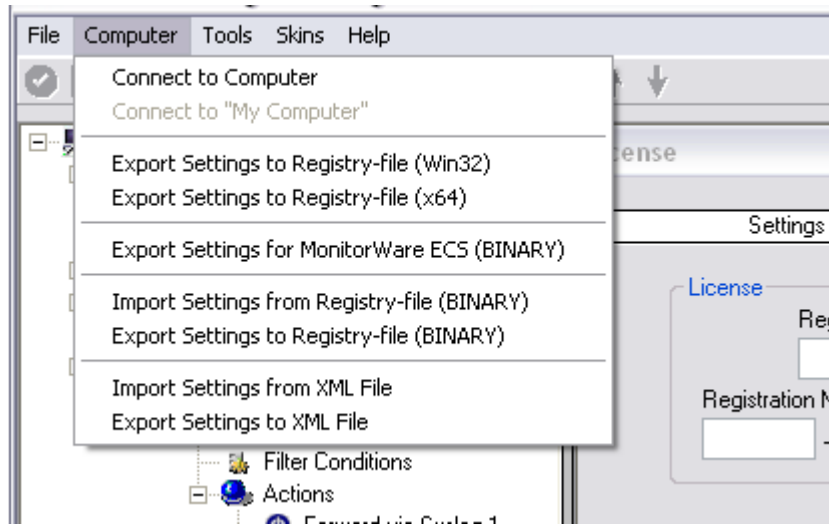 File Computer Tools Skins Help
Connect to Computer
Connect to "My Computer"
Export Settings to Registry-file (Win32)
Export Settings to Registry-file (x64)
Export Settings for MonitorWare ECS (BINARY)
Import Settings from Registry-file (BINARY)
Export Settings to Registry-file (BINARY)
Import Settings from XML File
Export Settings to XML File
Settings
License
Registration
Filter Conditions
Actions